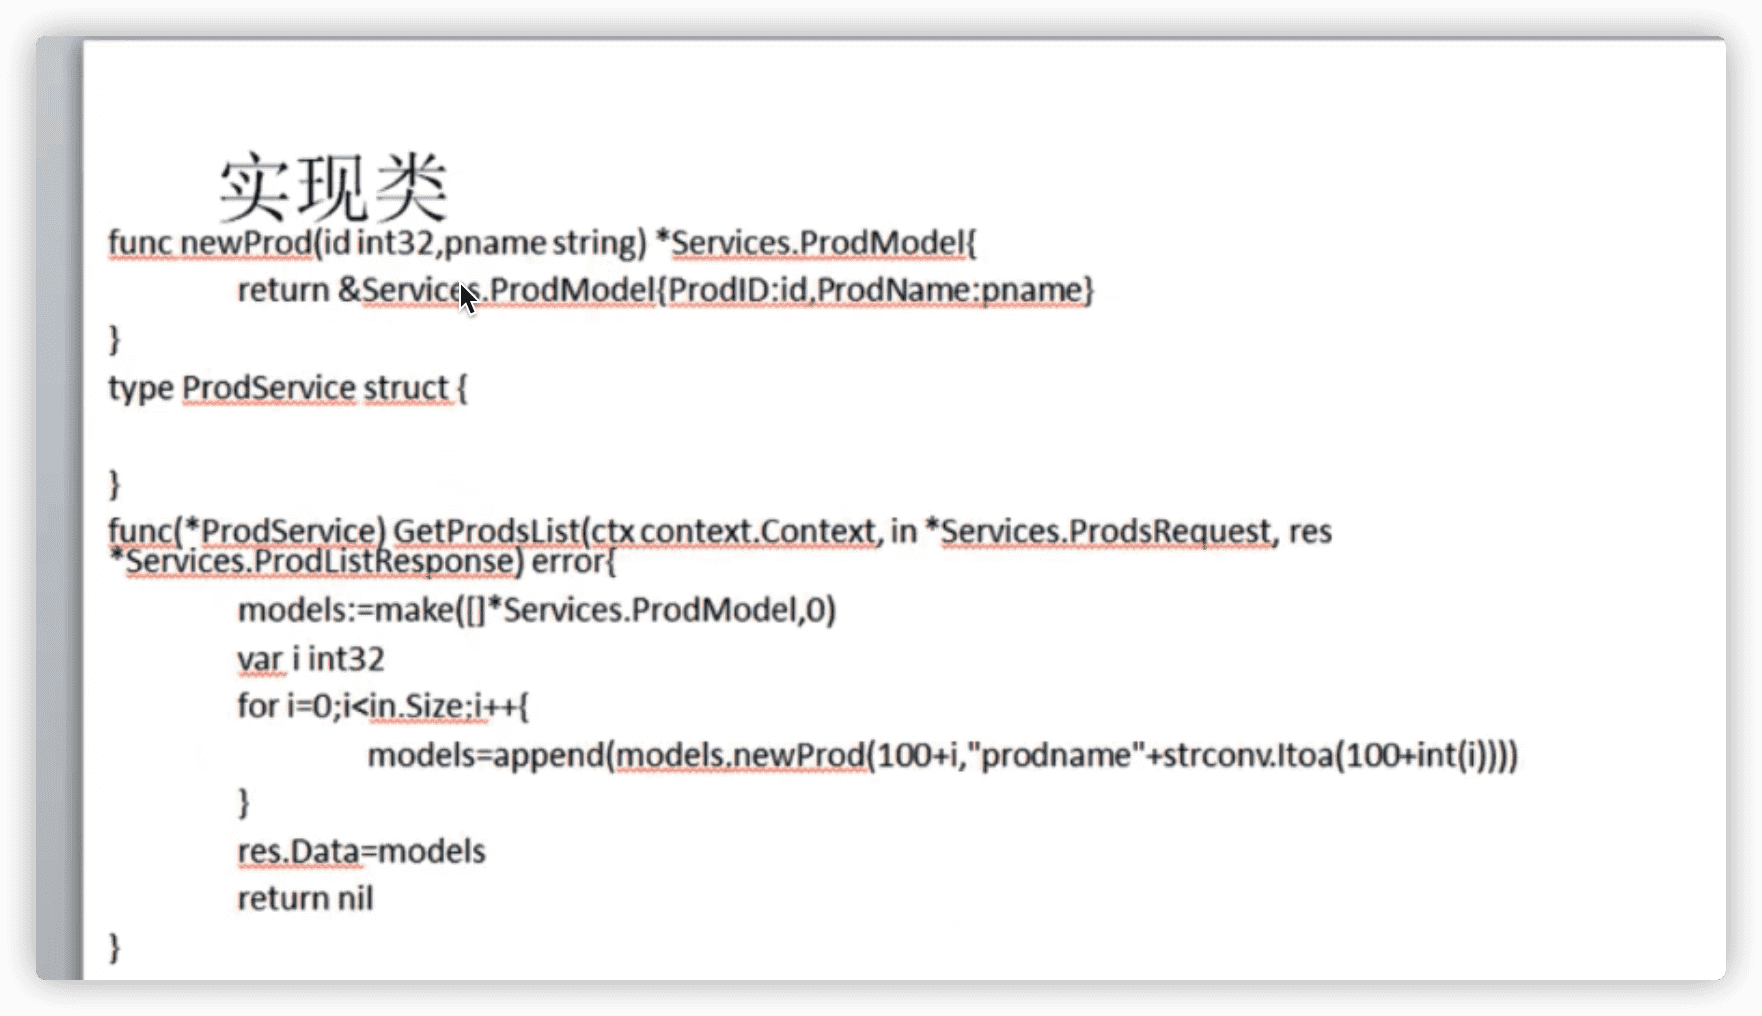 实现类
func newProd(id int32,pname string) *Services.ProdModel{
return &Services.ProdModel{ProdID:id,ProdName:pname}
}
type ProdService struct {
}
func(*ProdService) GetProdsList(ctx context.Context, in *Services.ProdsRequest, res
*Services.ProdListResponse) error{
models:=make([]*Services.ProdModel,0)
var i int32
for i=0;i<in.Size;i++{
models=append(models,newProd(100+i,"prodname"+strconv.Itoa(100+int(i))))
}
res.Data=models
return nil
}